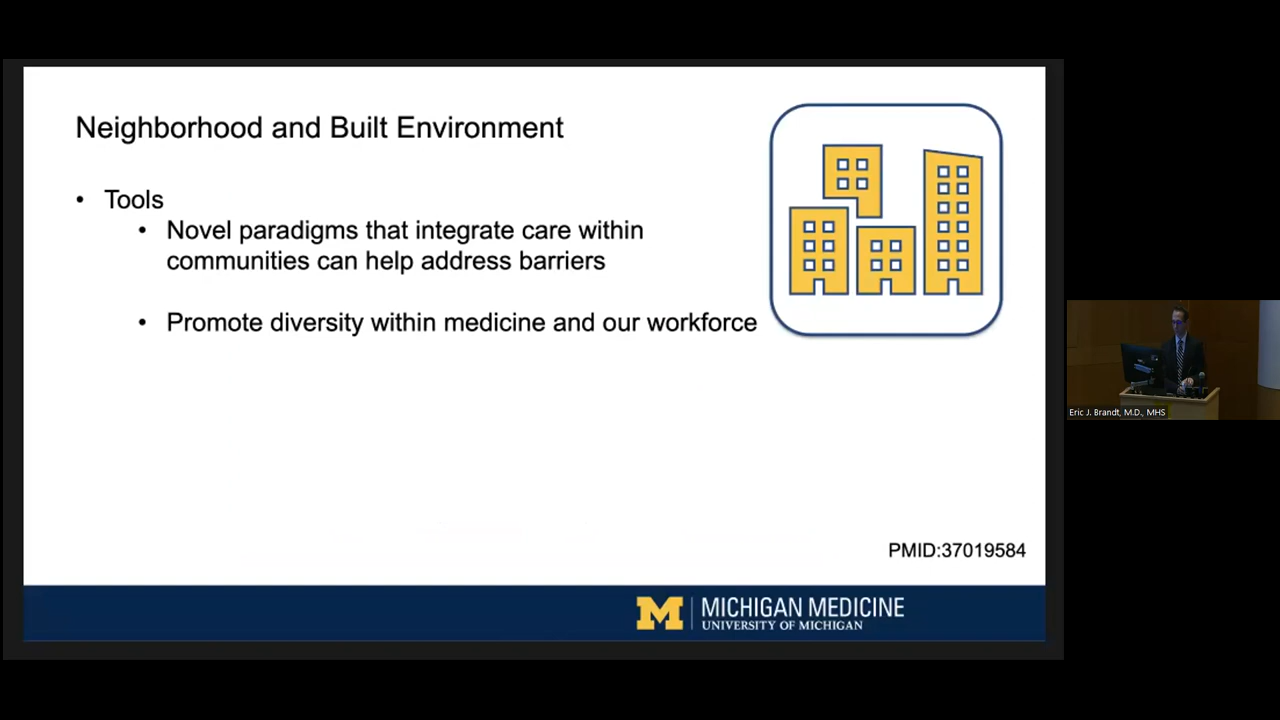 Neighborhood and Built Environment
• Tools
• Novel paradigms that integrate care within
communities can help address barriers
• Promote diversity within medicine and our workforce
PMID:37019584
M | MICHIGAN MEDICINE
UNIVERSITY OF MICHIGAN
Eric J. Brandt, M.D., MHS